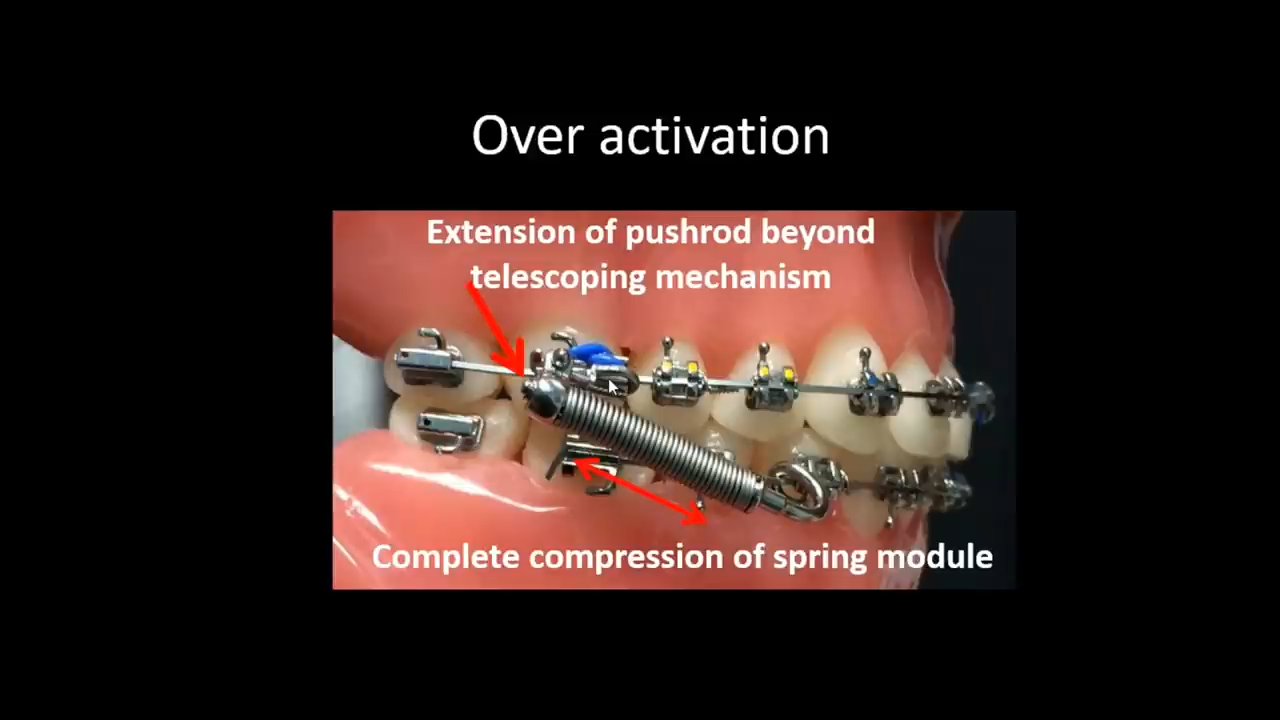 Over activation
Extension of pushrod beyond
telescoping mechanism
Complete compression of spring module